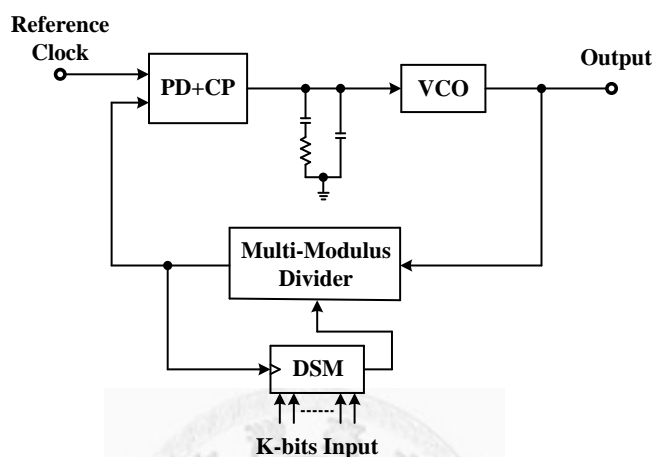 Reference
Clock
Output
PD+CP
VCO
Multi-Modulus
Divider
DSM
K-bits Input